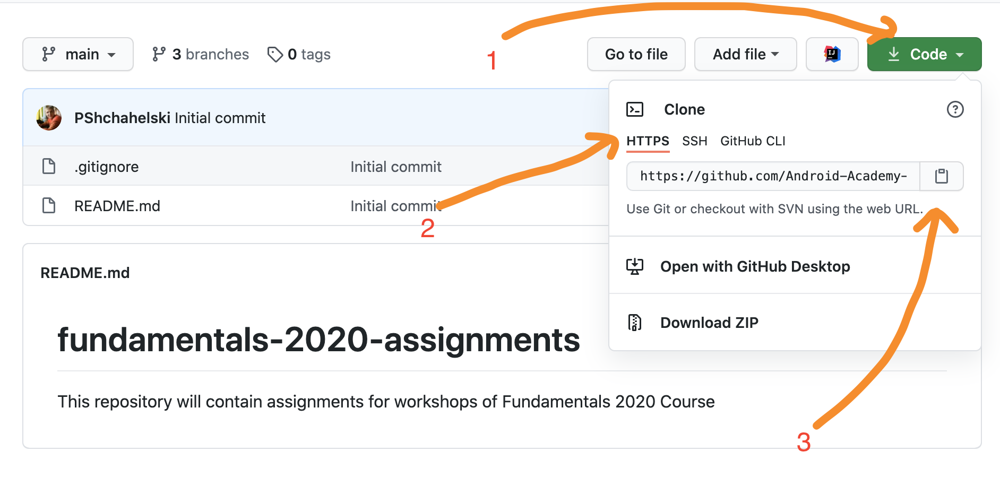 main
3 branches
0 tags
1
Go to file
Add file
IJ
Code
PShchahelski Initial commit
.gitignore
Initial commit
README.md
Initial commit
2
Clone
HTTPS
SSH
GitHub CLI
https://github.com/Android-Academy-
Use Git or checkout with SVN using the web URL.
Open with GitHub Desktop
Download ZIP
README.md
fundamentals-2020-assignments
This repository will contain assignments for workshops of Fundamentals 2020 Course
3